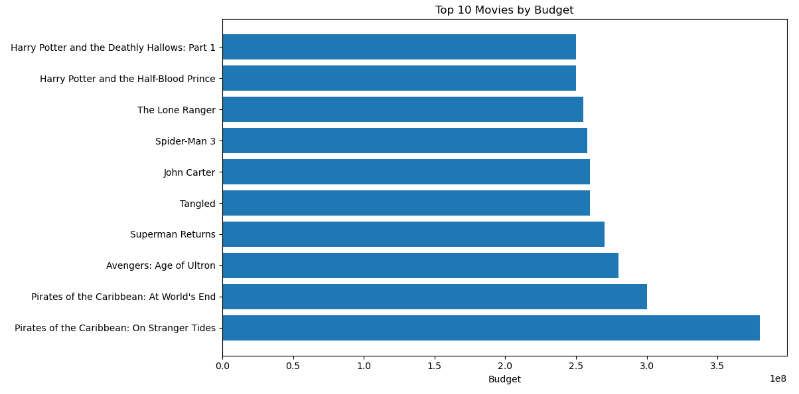 Top 10 Movies by Budget
Harry Potter and the Deathly Hallows: Part 1
Harry Potter and the Half-Blood Prince
The Lone Ranger
Spider-Man 3
John Carter
Tangled
Superman Returns
Avengers: Age of Ultron
Pirates of the Caribbean: At World's End
Pirates of the Caribbean: On Stranger Tides
0.0 0.5 1.0 1.5 2.0 2.5 3.0 3.5
1e8
Budget